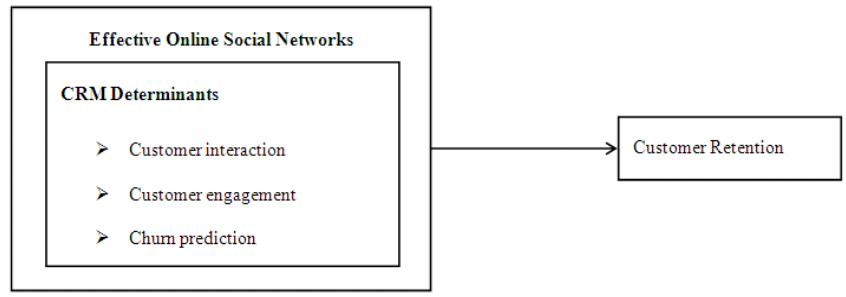 Effective Online Social Networks
CRM Determinants
Customer interaction
Customer engagement
Churn prediction
Customer Retention